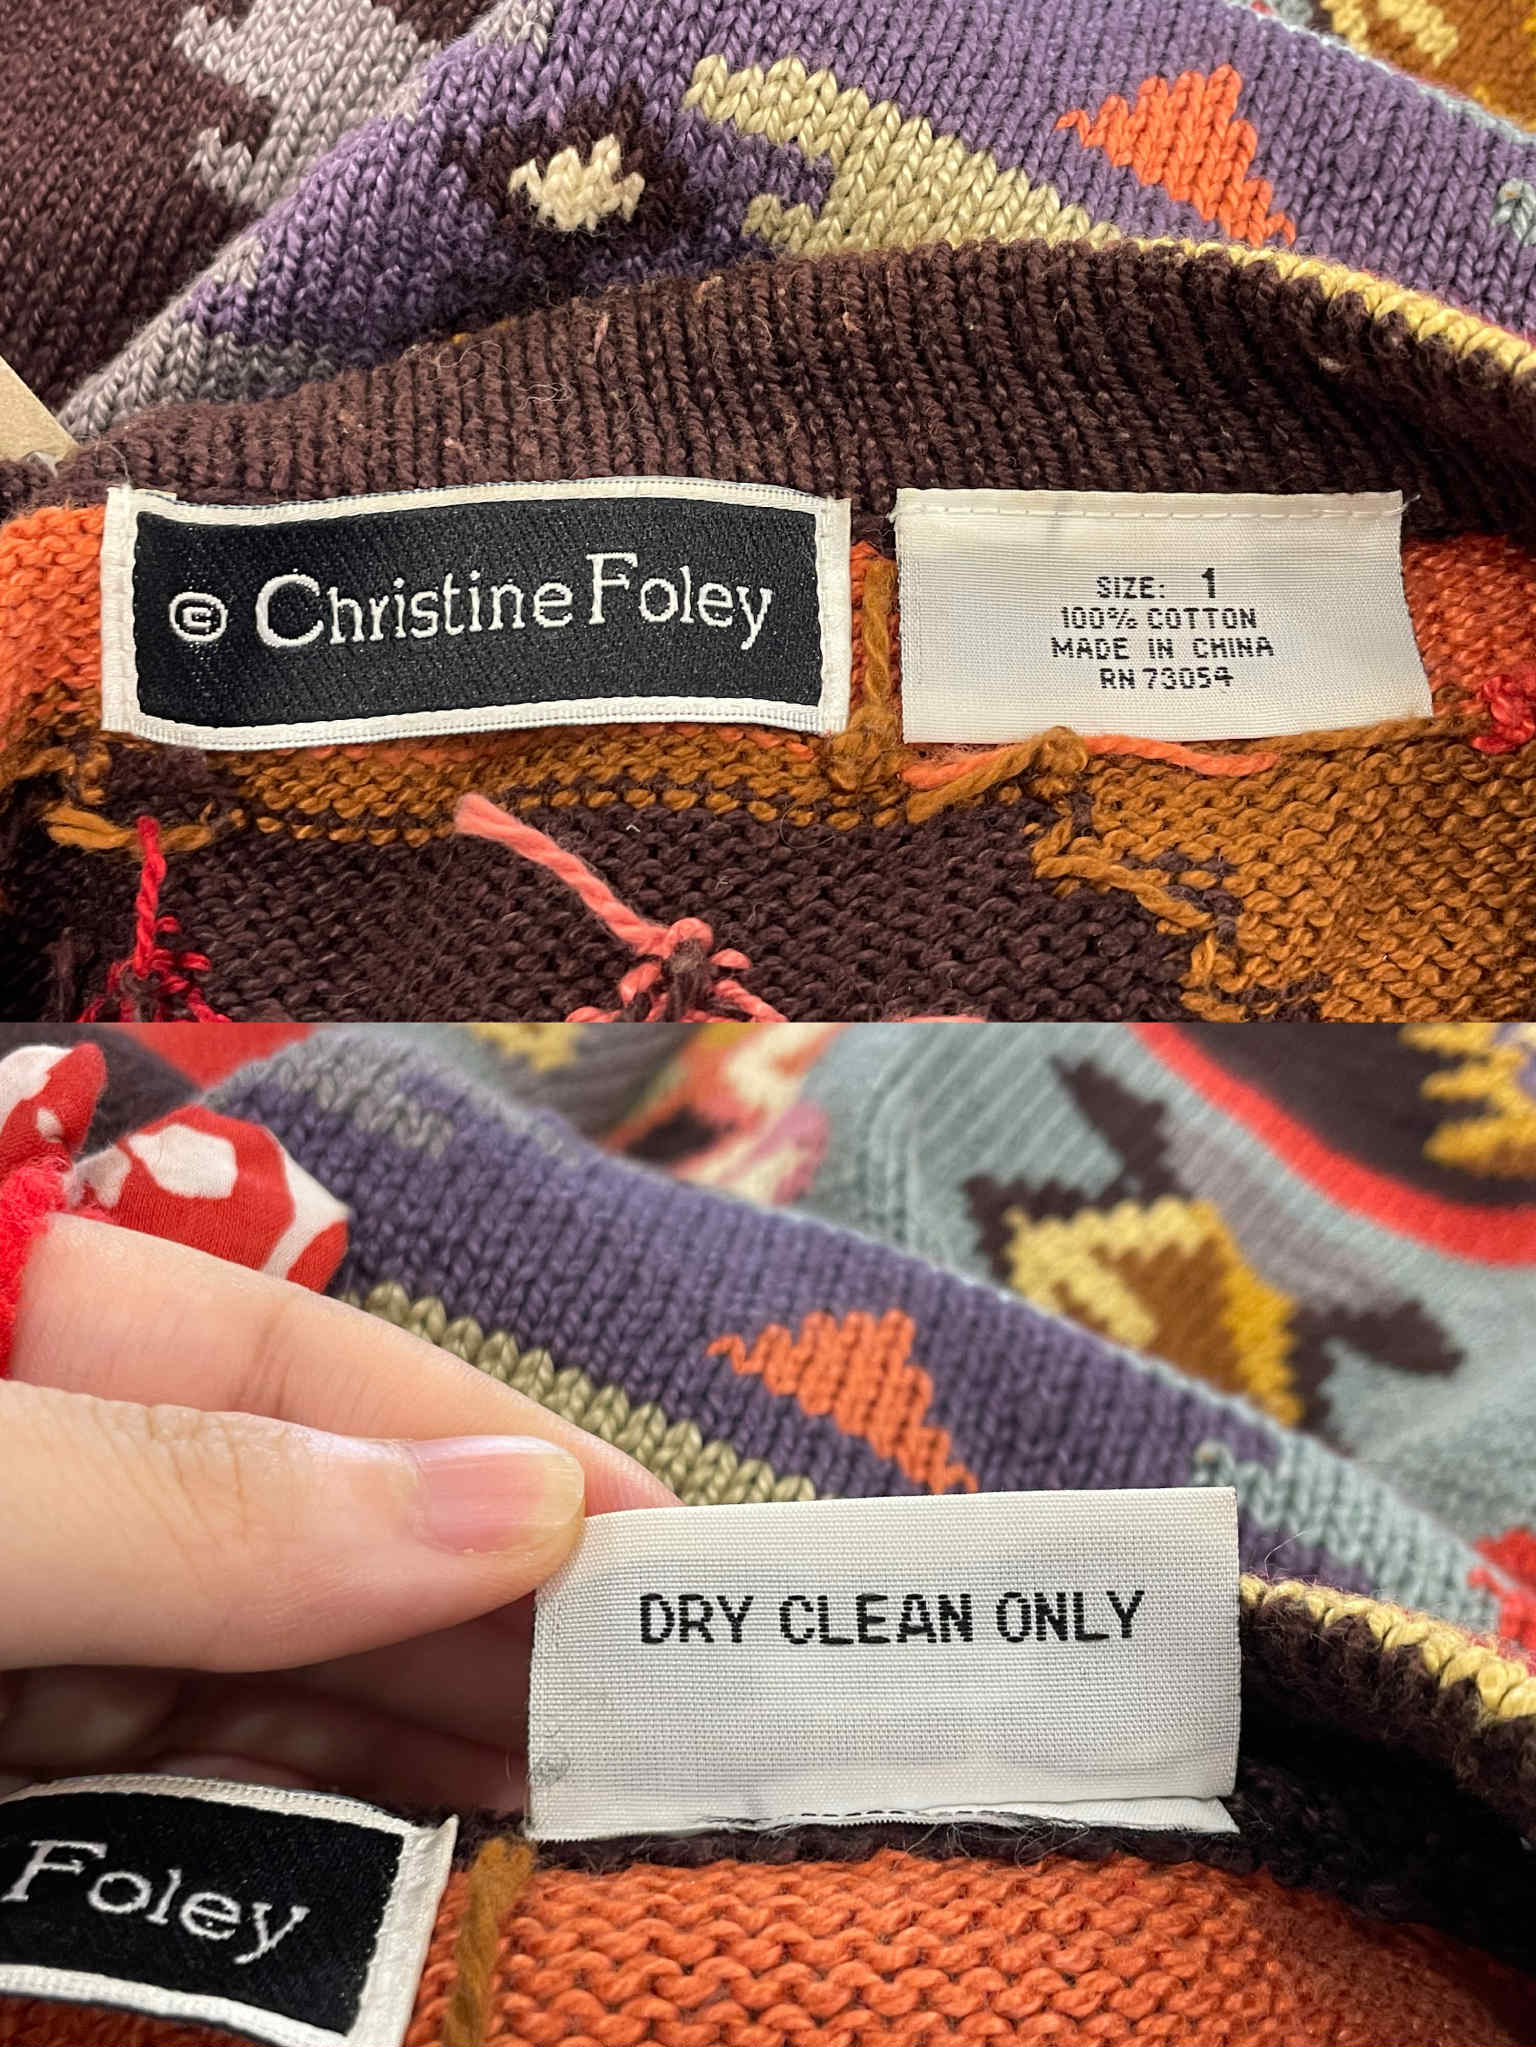 © Christine Foley
SIZE: 1
100% COTTON
MADE IN CHINA
RN 73054
DRY CLEAN ONLY
Foley